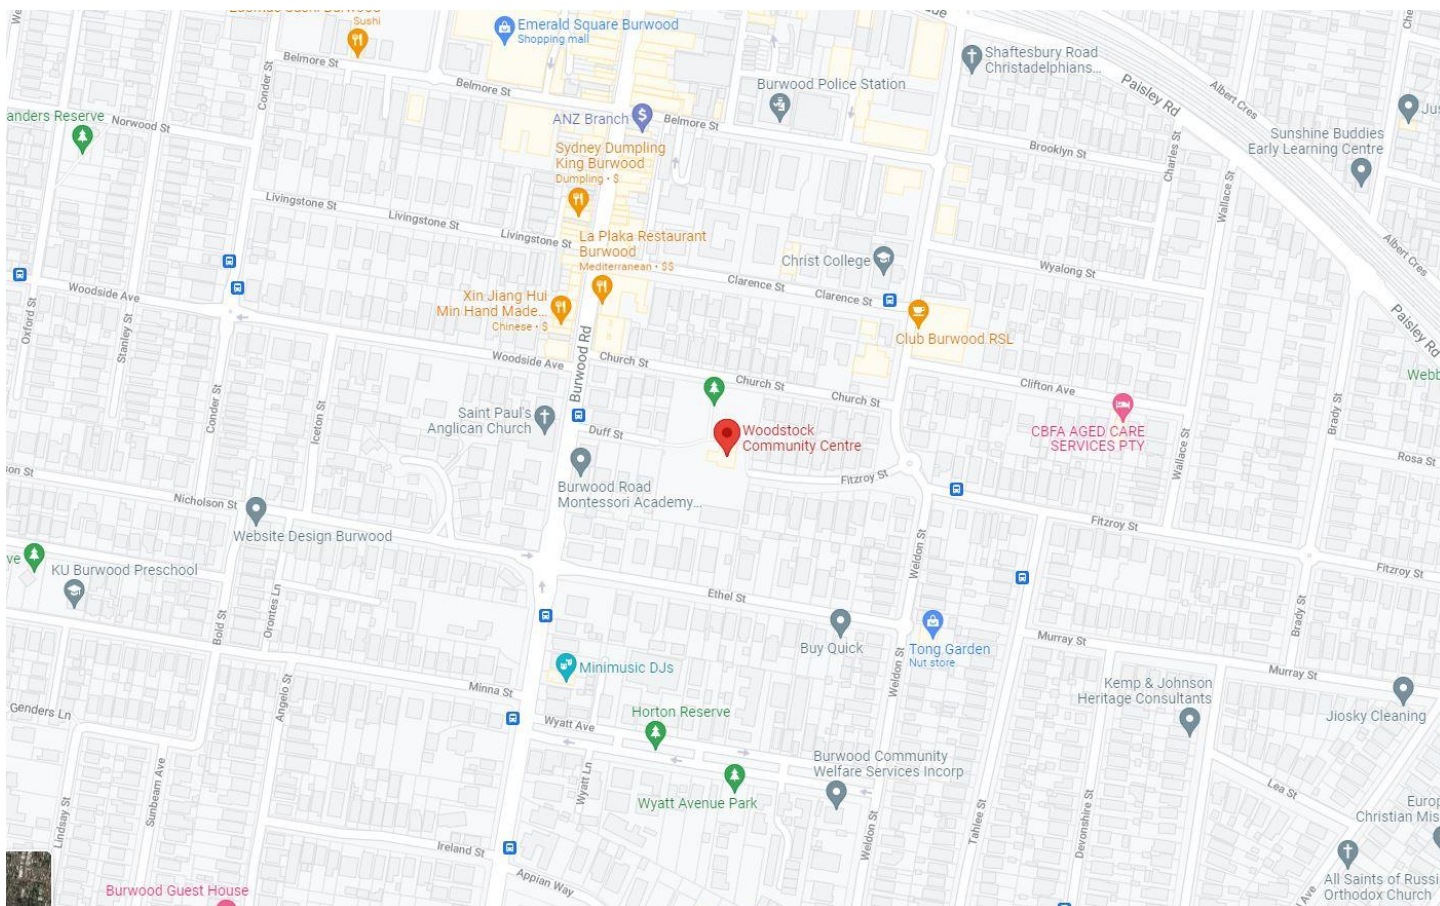 Sushi
Emerald Square Burwood
Shopping mall
Belmore St
Belmore St
Conder St
Shaftesbury Road
Christadelphians...
Burwood Police Station
Paisley Rd
Albert Cres
anders Reserve
Norwood St
ANZ Branch
Belmore St
Sydney Dumpling
King Burwood
Dumpling • $
Brooklyn St
Charles St
Sunshine Buddies
Early Learning Centre
Wallace St
Livingstone St
Livingstone St
La Plaka Restaurant
Burwood
Mediterranean • $$
Christ College
Wyalong St
Albert Cres
Woodside Ave
Oxford St
Stanley St
Xin Jiang Hui
Min Hand Made...
Chinese • $
Clarence St
Clarence St
Club Burwood RSL
Paisley Rd
Woodside Ave
Burwood Rd
Church St
Church St
Church St
Clifton Ave
Conder St
Iceton St
Saint Paul's
Anglican Church
Duff St
Woodstock
Community Centre
CBFA AGED CARE
SERVICES PTY
Wallace St
Brady St
Rosa St
Nicholson St
Website Design Burwood
Burwood Road
Montessori Academy...
Fitzroy St
Fitzroy St
Fitzroy St
Weldon St
KU Burwood Preschool
Bold St
Orontes Ln
Ethel St
Buy Quick
Tong Garden
Nut store
Weldon St
Murray St
Brady St
Murray St
Minimusic DJs
Minna St
Angelo St
Genders Ln
Kemp & Johnson
Heritage Consultants
Jiosky Cleaning
Horton Reserve
Wyatt Ave
Wyatt Ln
Wyatt Avenue Park
Burwood Community
Welfare Services Incorp
Lea St
Lindsay St
Sunbeam Ave
Weldon St
Tahlee St
Devonshire St
Christian Mis
Ireland St
Appian Way
All Saints of Russi
Orthodox Church
Burwood Guest House